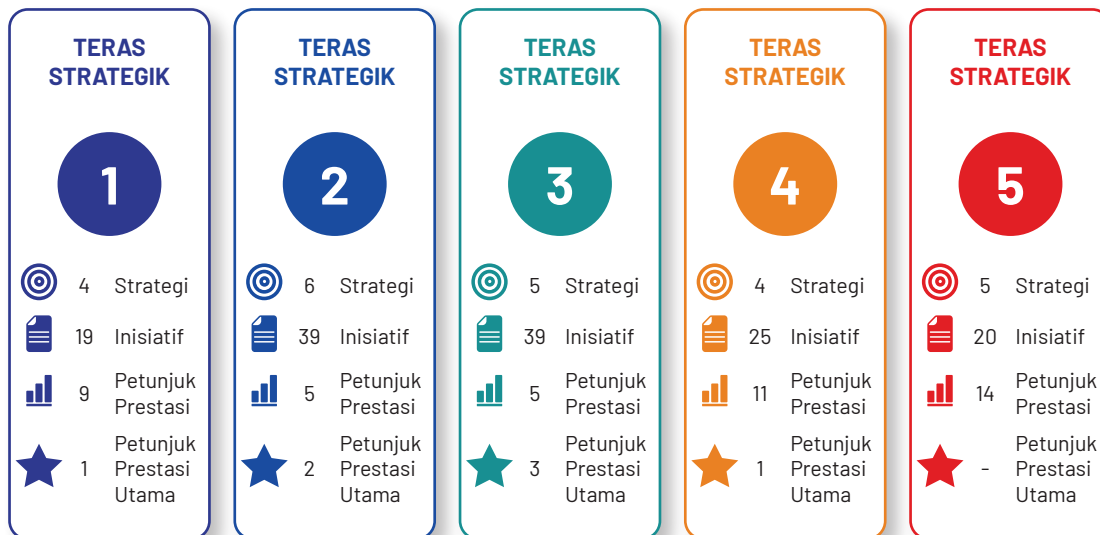 TERAS
STRATEGIK
1
4 Strategi
19 Inisiatif
9 Petunjuk
Prestasi
1 Petunjuk
Prestasi
Utama
TERAS
STRATEGIK
2
6 Strategi
39 Inisiatif
5 Petunjuk
Prestasi
2 Petunjuk
Prestasi
Utama
TERAS
STRATEGIK
3
5 Strategi
39 Inisiatif
5 Petunjuk
Prestasi
3 Petunjuk
Prestasi
Utama
TERAS
STRATEGIK
4
4 Strategi
25 Inisiatif
11 Petunjuk
Prestasi
1 Petunjuk
Prestasi
Utama
TERAS
STRATEGIK
5
5 Strategi
20 Inisiatif
14 Petunjuk
Prestasi
- Petunjuk
Prestasi
Utama